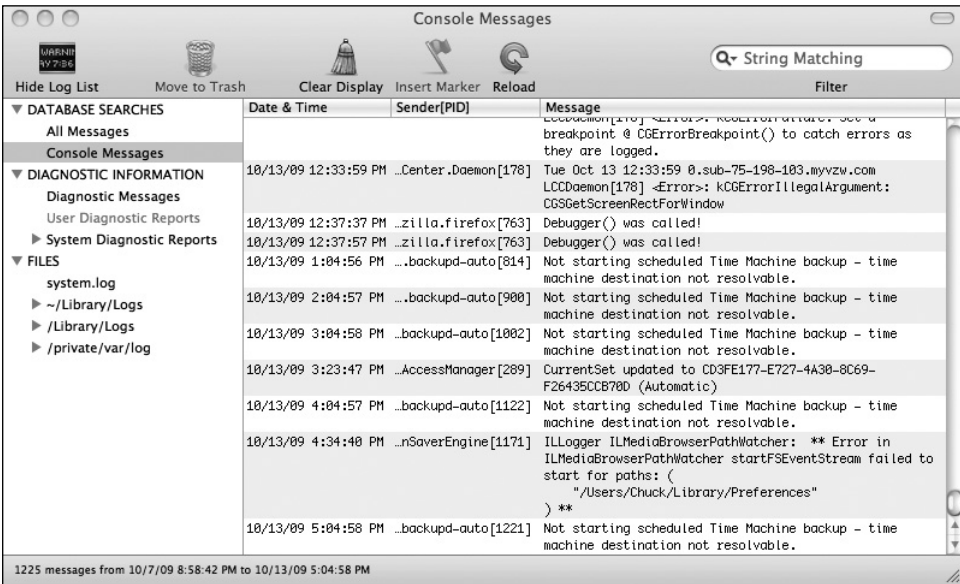 Console Messages
WARNIN
4V 7:36
Hide Log List
Move to Trash
Clear Display
Insert Marker
Reload
String Matching
Filter
DATABASE SEARCHES
All Messages
Console Messages
DIAGNOSTIC INFORMATION
Diagnostic Messages
User Diagnostic Reports
System Diagnostic Reports
FILES
system.log
~/Library/Logs
/Library/Logs
/private/var/log
Date & Time Sender[PID] Message
LCCDaemon[178] <Error>: kCGErrorFailure: Set a
breakpoint @ CGErrorBreakpoint() to catch errors as
they are logged.
10/13/09 12:33:59 PM …Center.Daemon[178] Tue Oct 13 12:33:59 0.sub-75-198-103.myvzw.com
LCCDaemon[178] <Error>: kCGErrorIllegalArgument:
CGSGetScreenRectForWindow
10/13/09 12:37:37 PM …zilla.firefox[763] Debugger() was called!
10/13/09 12:37:57 PM …zilla.firefox[763] Debugger() was called!
10/13/09 1:04:56 PM ….backupd-auto[814] Not starting scheduled Time Machine backup – time
machine destination not resolvable.
10/13/09 2:04:57 PM ….backupd-auto[900] Not starting scheduled Time Machine backup – time
machine destination not resolvable.
10/13/09 3:04:58 PM …backupd-auto[1002] Not starting scheduled Time Machine backup – time
machine destination not resolvable.
10/13/09 3:23:47 PM …AccessManager[289] CurrentSet updated to CD3FE177-E727-4A30-8C69-
F26435CCB70D (Automatic)
10/13/09 4:04:57 PM …backupd-auto[1122] Not starting scheduled Time Machine backup – time
machine destination not resolvable.
10/13/09 4:34:40 PM …nSaverEngine[1171] ILLogger ILMediaBrowserPathWatcher: ** Error in
ILMediaBrowserPathWatcher startFSEventStream failed to
start for paths: (
"/Users/Chuck/Library/Preferences"
) **
10/13/09 5:04:58 PM …backupd-auto[1221] Not starting scheduled Time Machine backup – time
machine destination not resolvable.
1225 messages from 10/7/09 8:58:42 PM to 10/13/09 5:04:58 PM